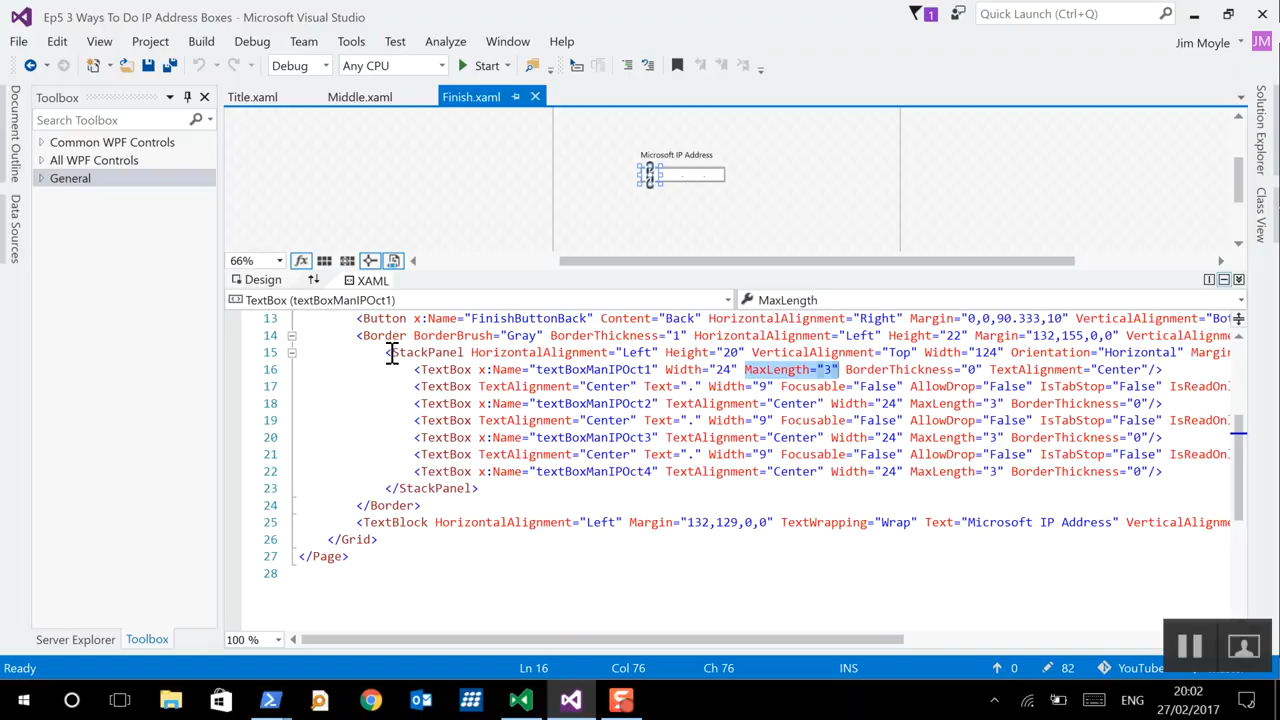 Ep5 3 Ways To Do IP Address Boxes - Microsoft Visual Studio
1
Quick Launch (Ctrl+Q)
File Edit View Project Build Debug Team Tools Test Analyze Window Help
Jim Moyle
JM
Debug
Any CPU
Start
Document Outline
Data Sources
Toolbox
Search Toolbox
Common WPF Controls
All WPF Controls
General
Title.xaml
Middle.xaml
Finish.xaml
Solution Explorer
Class View
Microsoft IP Address
. .
66%
fx
Design
XAML
TextBox (textBoxManIPOct1)
MaxLength
13 <Button x:Name="FinishButtonBack" Content="Back" HorizontalAlignment="Right" Margin="0,0,90.333,10" VerticalAlignment="Bot
14 <Border BorderBrush="Gray" BorderThickness="1" HorizontalAlignment="Left" Height="22" Margin="132,155,0,0" VerticalAlignm
15 <StackPanel HorizontalAlignment="Left" Height="20" VerticalAlignment="Top" Width="124" Orientation="Horizontal" Margin
16 <TextBox x:Name="textBoxManIPOct1" Width="24" MaxLength="3" BorderThickness="0" TextAlignment="Center"/>
17 <TextBox TextAlignment="Center" Text="." Width="9" Focusable="False" AllowDrop="False" IsTabStop="False" IsReadOnl
18 <TextBox x:Name="textBoxManIPOct2" TextAlignment="Center" Width="24" MaxLength="3" BorderThickness="0"/>
19 <TextBox TextAlignment="Center" Text="." Width="9" Focusable="False" AllowDrop="False" IsTabStop="False" IsReadOnl
20 <TextBox x:Name="textBoxManIPOct3" TextAlignment="Center" Width="24" MaxLength="3" BorderThickness="0"/>
21 <TextBox TextAlignment="Center" Text="." Width="9" Focusable="False" AllowDrop="False" IsTabStop="False" IsReadOnl
22 <TextBox x:Name="textBoxManIPOct4" TextAlignment="Center" Width="24" MaxLength="3" BorderThickness="0"/>
23 </StackPanel>
24 </Border>
25 <TextBlock HorizontalAlignment="Left" Margin="132,129,0,0" TextWrapping="Wrap" Text="Microsoft IP Address" VerticalAlignme
26 </Grid>
27 </Page>
28
100 %
Server Explorer
Toolbox
Ready
Ln 16
Col 76
Ch 76
INS
0
82
YouTube
ENG
20:02
27/02/2017